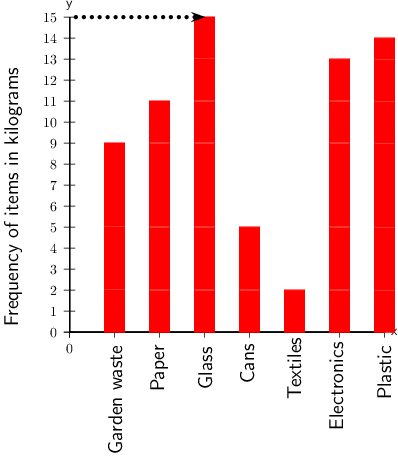 y
15
14
13
12
11
10
9
8
7
6
5
4
3
2
1
0
x
0
Frequency of items in kilograms
Garden waste
Paper
Glass
Cans
Textiles
Electronics
Plastic